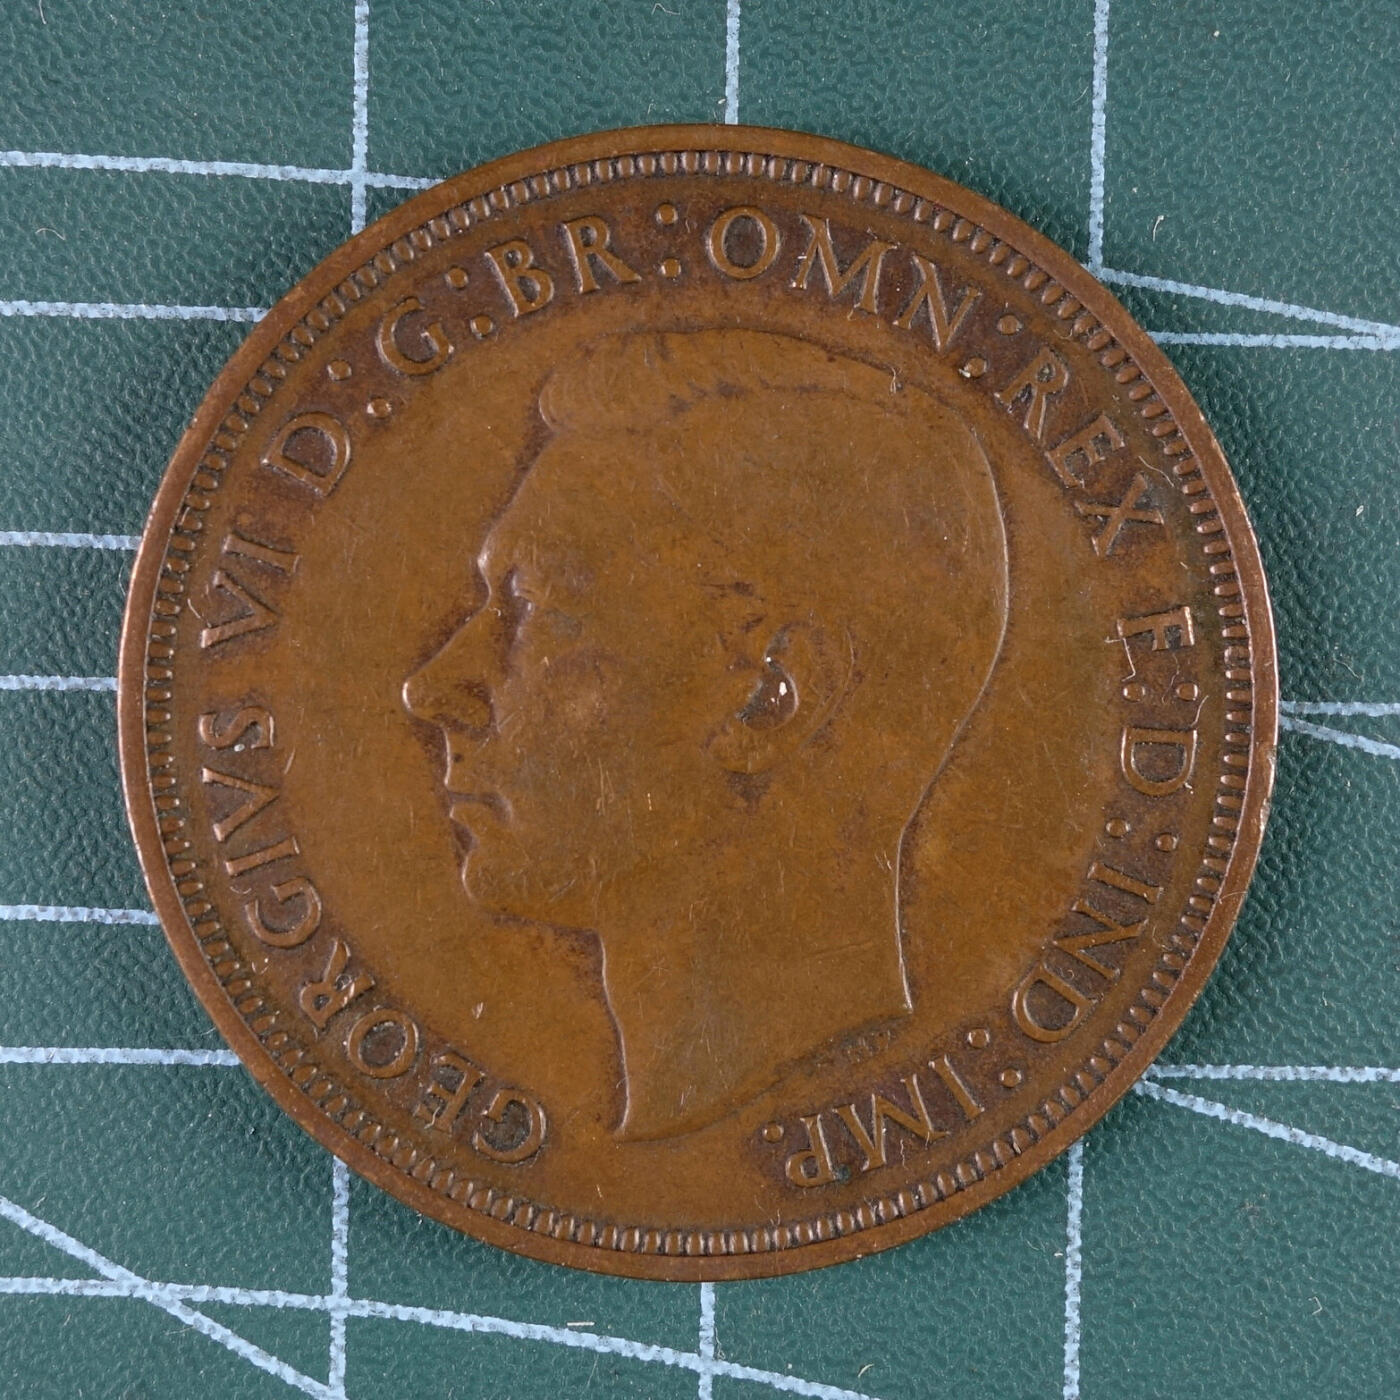 GEORGIVS VI D : G : BR : OMN : REX F : D : IND : IMP.